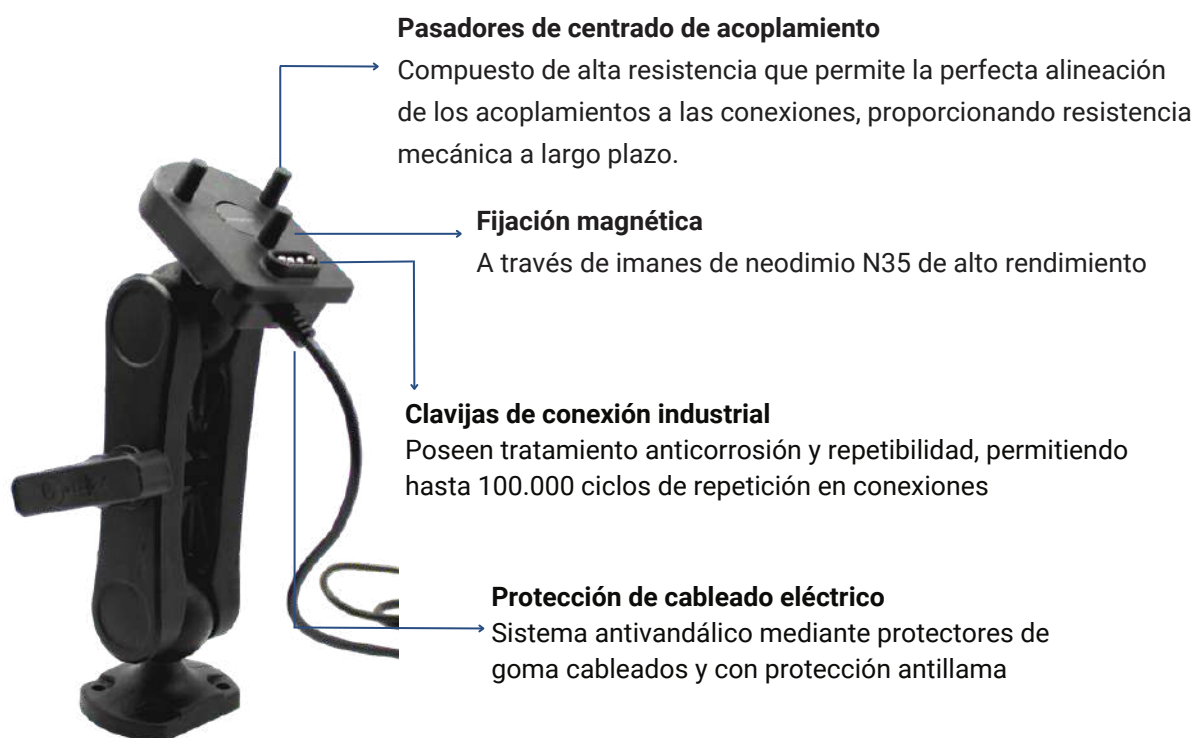 Pasadores de centrado de acoplamiento
Compuesto de alta resistencia que permite la perfecta alineación
de los acoplamientos a las conexiones, proporcionando resistencia
mecánica a largo plazo.
Fijación magnética
A través de imanes de neodimio N35 de alto rendimiento
Clavijas de conexión industrial
Poseen tratamiento anticorrosión y repetibilidad, permitiendo
hasta 100.000 ciclos de repetición en conexiones
Protección de cableado eléctrico
Sistema antivandálico mediante protectores de
goma cableados y con protección antillama